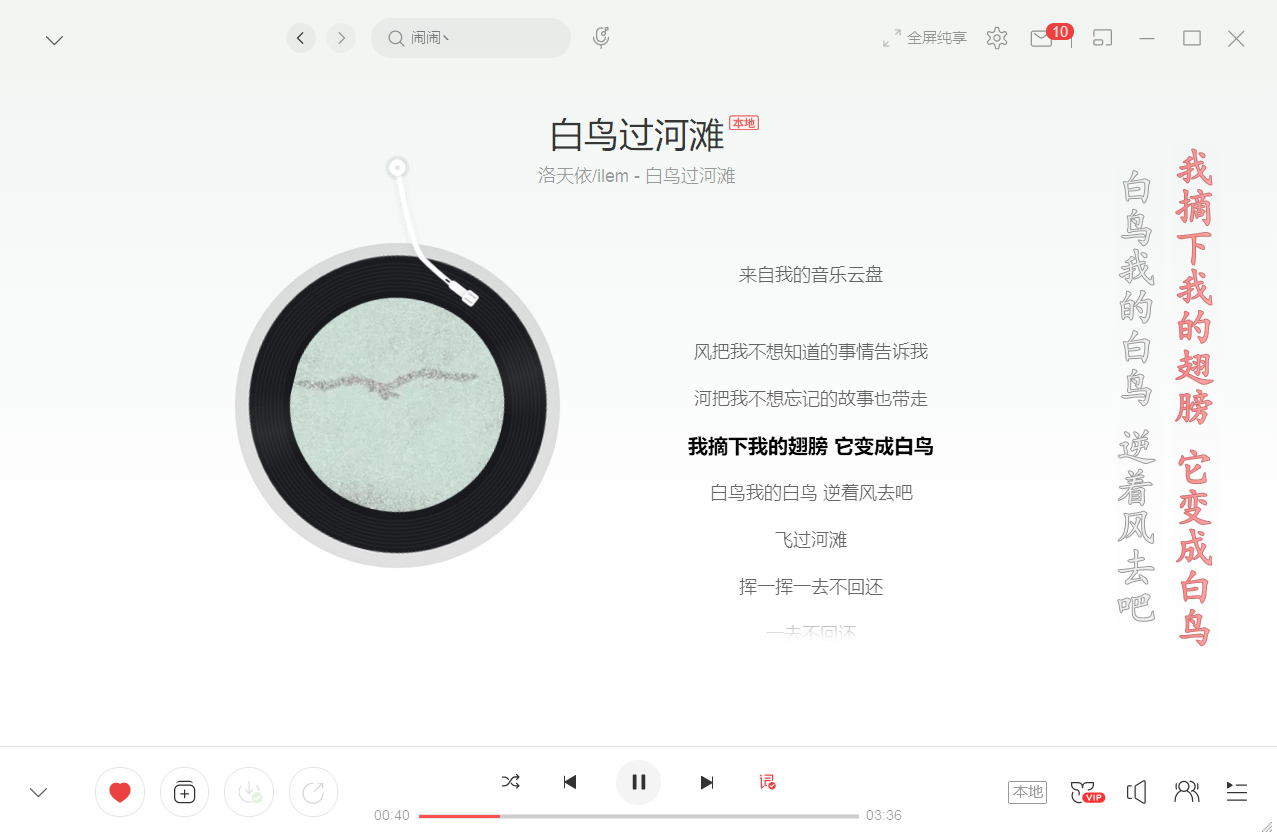 闹闹丶
全屏纯享
10
白鸟过河滩 本地
洛天依/ilem - 白鸟过河滩
来自我的音乐云盘
风把我不想知道的事情告诉我
河把我不想忘记的故事也带走
我摘下我的翅膀 它变成白鸟
白鸟我的白鸟 逆着风去吧
飞过河滩
挥一挥一去不回还
一去不回还
我摘下我的翅膀 它变成白鸟
白鸟我的白鸟 逆着风去吧
词
00:40
03:36
本地
VIP